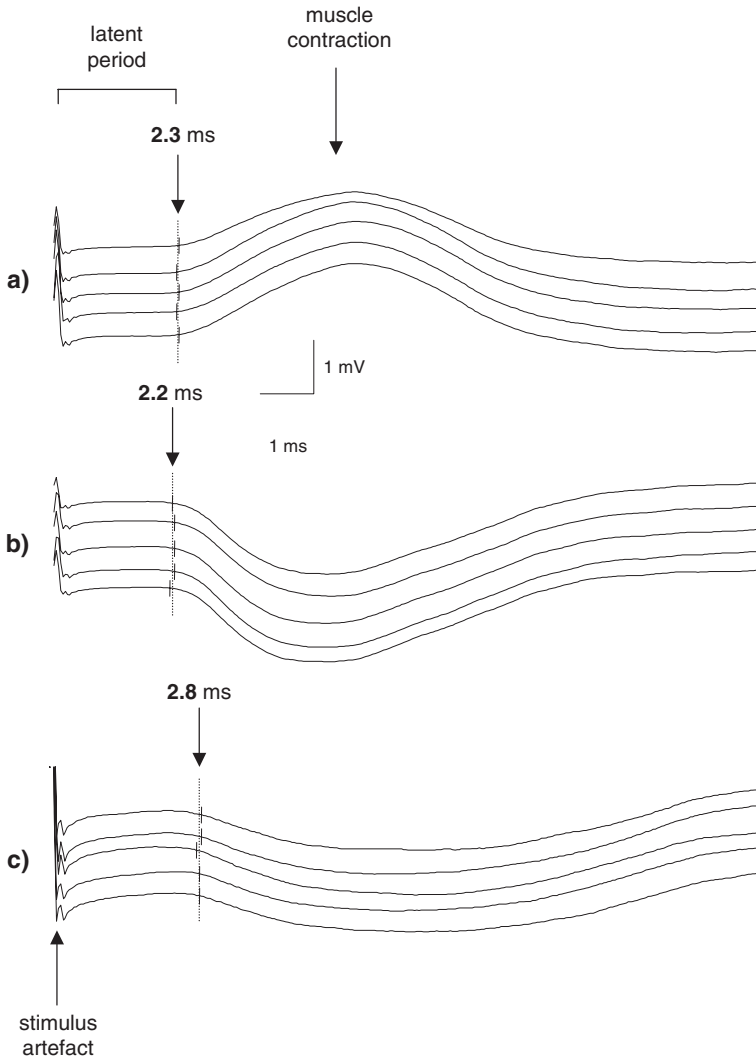 muscle
contraction
latent
period
2.3 ms
a)
1 mV
2.2 ms
1 ms
b)
2.8 ms
c)
stimulus
artefact